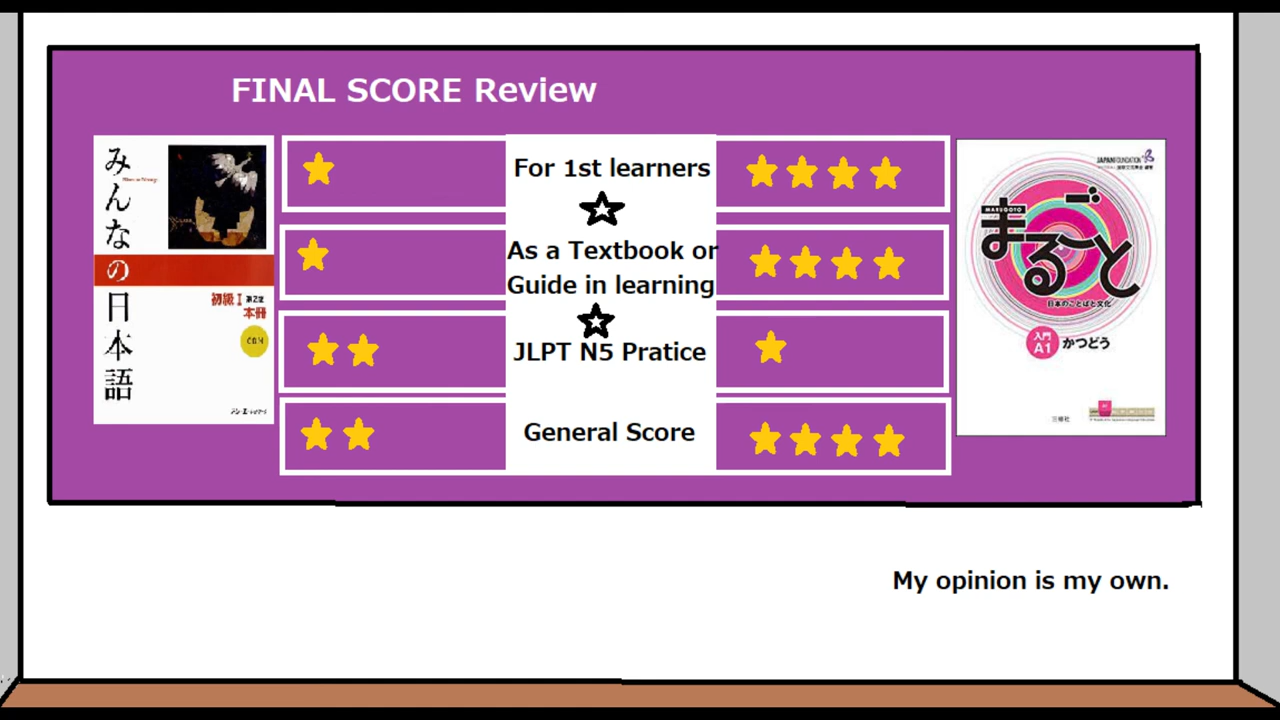 FINAL SCORE Review
みんなの日本語
初級I 第2版
本冊
For 1st learners
As a Textbook or
Guide in learning
JLPT N5 Pratice
General Score
JAPANFOUNDATION
MARUGOTO
まるごと
日本のことばと文化
入門
A1
かつどう
三修社
My opinion is my own.